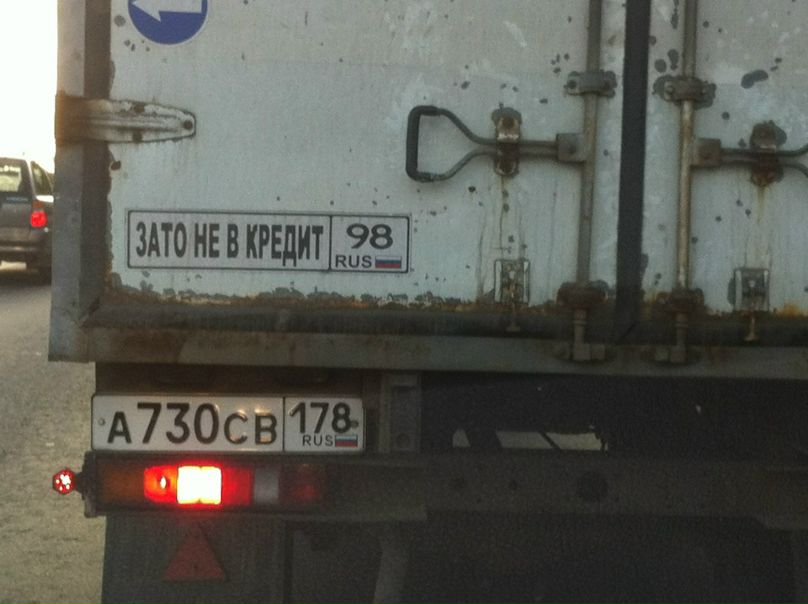 ЗАТО НЕ В КРЕДИТ 98
RUS
А730СВ 178
RUS